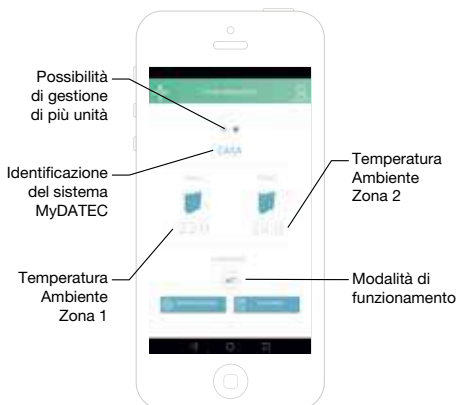 Possibilità
di gestione
di più unità
Identificazione
del sistema
MyDATEC
Temperatura
Ambiente
Zona 1
CASA
Temperatura
Ambiente
Zona 2
Modalità di
funzionamento